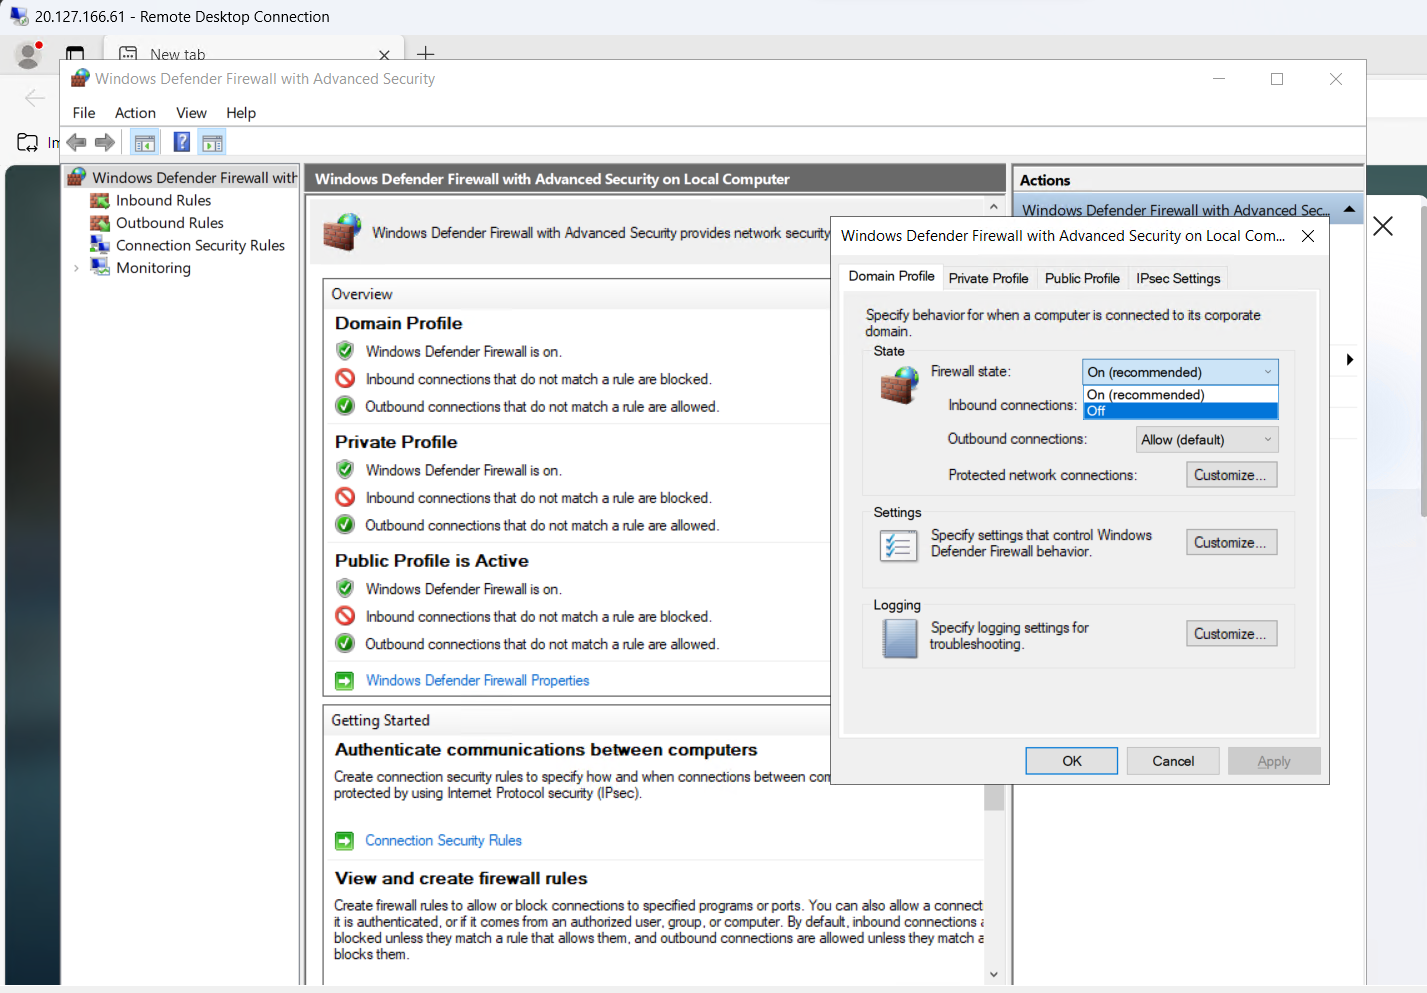 20.127.166.61 - Remote Desktop Connection
New tab
Windows Defender Firewall with Advanced Security
File Action View Help
Windows Defender Firewall with
Inbound Rules
Outbound Rules
Connection Security Rules
Monitoring
Windows Defender Firewall with Advanced Security on Local Computer
Windows Defender Firewall with Advanced Security provides network security
Overview
Domain Profile
Windows Defender Firewall is on.
Inbound connections that do not match a rule are blocked.
Outbound connections that do not match a rule are allowed.
Private Profile
Windows Defender Firewall is on.
Inbound connections that do not match a rule are blocked.
Outbound connections that do not match a rule are allowed.
Public Profile is Active
Windows Defender Firewall is on.
Inbound connections that do not match a rule are blocked.
Outbound connections that do not match a rule are allowed.
Windows Defender Firewall Properties
Getting Started
Authenticate communications between computers
Create connection security rules to specify how and when connections between
protected by using Internet Protocol security (IPsec).
Connection Security Rules
View and create firewall rules
Create firewall rules to allow or block connections to specified programs or ports. You can also allow a connect
it is authenticated, or if it comes from an authorized user, group, or computer. By default, inbound connections
blocked unless they match a rule that allows them, and outbound connections are allowed unless they match a
blocks them.
Actions
Windows Defender Firewall with Advanced Sec...
Windows Defender Firewall with Advanced Security on Local Com...
Domain Profile Private Profile Public Profile IPsec Settings
Specify behavior for when a computer is connected to its corporate
domain.
State
Firewall state: On (recommended)
On (recommended)
Off
Inbound connections:
Outbound connections: Allow (default)
Protected network connections: Customize...
Settings
Specify settings that control Windows
Defender Firewall behavior.
Customize...
Logging
Specify logging settings for
troubleshooting.
Customize...
OK Cancel Apply